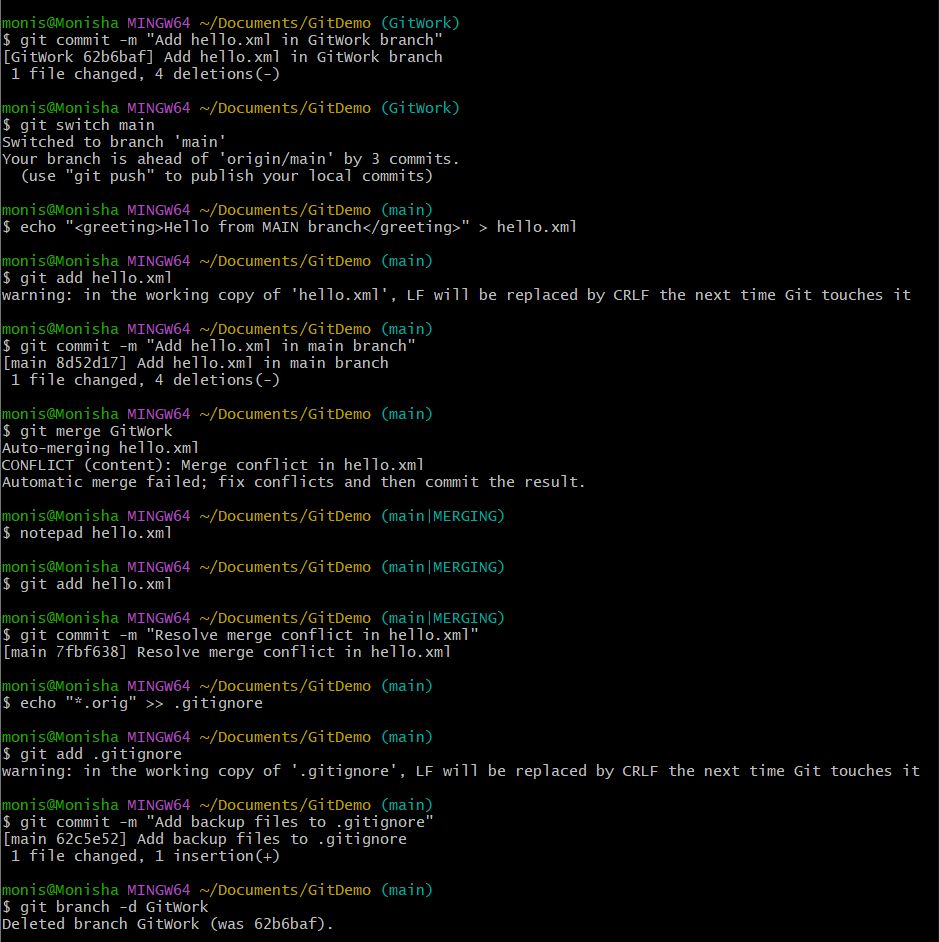 monis@Monisha MINGW64 ~/Documents/GitDemo (GitWork)
$ git commit -m "Add hello.xml in GitWork branch"
[GitWork 62b6baf] Add hello.xml in GitWork branch
 1 file changed, 4 deletions(-)

monis@Monisha MINGW64 ~/Documents/GitDemo (GitWork)
$ git switch main
Switched to branch 'main'
Your branch is ahead of 'origin/main' by 3 commits.
  (use "git push" to publish your local commits)

monis@Monisha MINGW64 ~/Documents/GitDemo (main)
$ echo "<greeting>Hello from MAIN branch</greeting>" > hello.xml

monis@Monisha MINGW64 ~/Documents/GitDemo (main)
$ git add hello.xml
warning: in the working copy of 'hello.xml', LF will be replaced by CRLF the next time Git touches it

monis@Monisha MINGW64 ~/Documents/GitDemo (main)
$ git commit -m "Add hello.xml in main branch"
[main 8d52d17] Add hello.xml in main branch
 1 file changed, 4 deletions(-)

monis@Monisha MINGW64 ~/Documents/GitDemo (main)
$ git merge GitWork
Auto-merging hello.xml
CONFLICT (content): Merge conflict in hello.xml
Automatic merge failed; fix conflicts and then commit the result.

monis@Monisha MINGW64 ~/Documents/GitDemo (main|MERGING)
$ notepad hello.xml

monis@Monisha MINGW64 ~/Documents/GitDemo (main|MERGING)
$ git add hello.xml

monis@Monisha MINGW64 ~/Documents/GitDemo (main|MERGING)
$ git commit -m "Resolve merge conflict in hello.xml"
[main 7fbf638] Resolve merge conflict in hello.xml

monis@Monisha MINGW64 ~/Documents/GitDemo (main)
$ echo "*.orig" >> .gitignore

monis@Monisha MINGW64 ~/Documents/GitDemo (main)
$ git add .gitignore
warning: in the working copy of '.gitignore', LF will be replaced by CRLF the next time Git touches it

monis@Monisha MINGW64 ~/Documents/GitDemo (main)
$ git commit -m "Add backup files to .gitignore"
[main 62c5e52] Add backup files to .gitignore
 1 file changed, 1 insertion(+)

monis@Monisha MINGW64 ~/Documents/GitDemo (main)
$ git branch -d GitWork
Deleted branch GitWork (was 62b6baf).